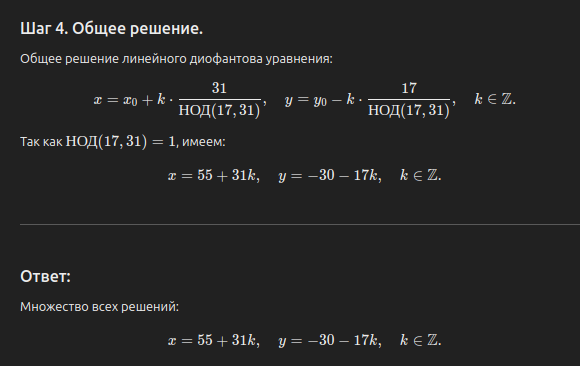 Шаг 4. Общее решение.
Общее решение линейного диофантова уравнения:
x = x₀ + k · 31/НОД(17, 31), y = y₀ − k · 17/НОД(17, 31), k ∈ ℤ.
Так как НОД(17, 31) = 1, имеем:
x = 55 + 31k, y = −30 − 17k, k ∈ ℤ.
Ответ:
Множество всех решений:
x = 55 + 31k, y = −30 − 17k, k ∈ ℤ.